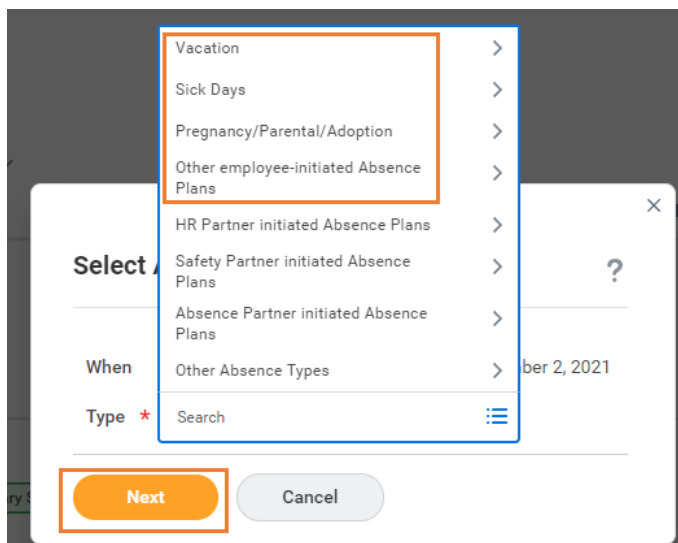 Vacation
Sick Days
Pregnancy/Parental/Adoption
Other employee-initiated Absence
Plans
HR Partner initiated Absence Plans
Select
Safety Partner initiated Absence
Plans
?
Absence Partner initiated Absence
Plans
When
Other Absence Types
ber 2, 2021
Type *
Search
Next
Cancel